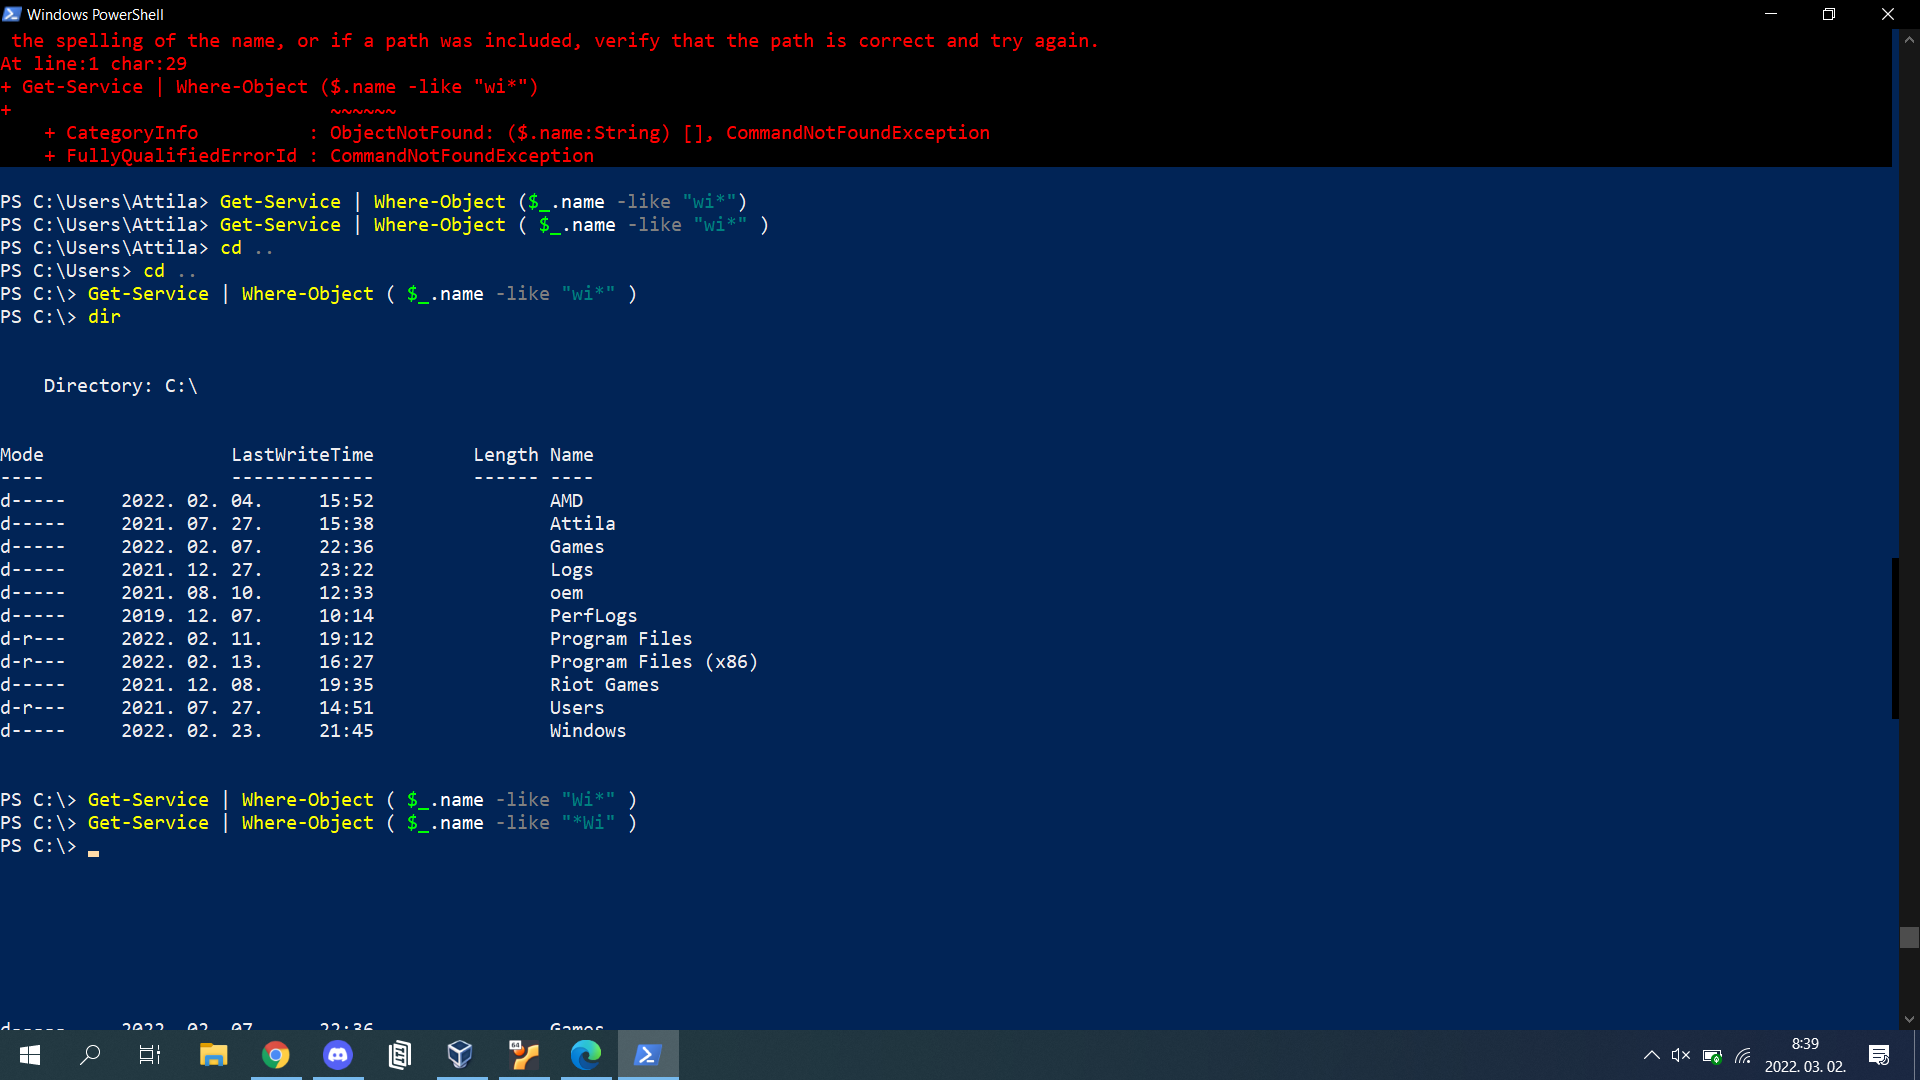 Windows PowerShell
 the spelling of the name, or if a path was included, verify that the path is correct and try again.
At line:1 char:29
+ Get-Service | Where-Object ($.name -like "wi*")
+                             ~~~~~~
    + CategoryInfo          : ObjectNotFound: ($.name:String) [], CommandNotFoundException
    + FullyQualifiedErrorId : CommandNotFoundException
PS C:\Users\Attila> Get-Service | Where-Object ($_.name -like "wi*")
PS C:\Users\Attila> Get-Service | Where-Object ( $_.name -like "wi*" )
PS C:\Users\Attila> cd ..
PS C:\Users> cd ..
PS C:\> Get-Service | Where-Object ( $_.name -like "wi*" )
PS C:\> dir
    Directory: C:\
Mode                 LastWriteTime         Length Name
----                 -------------         ------ ----
d-----     2022. 02. 04.     15:52                AMD
d-----     2021. 07. 27.     15:38                Attila
d-----     2022. 02. 07.     22:36                Games
d-----     2021. 12. 27.     23:22                Logs
d-----     2021. 08. 10.     12:33                oem
d-----     2019. 12. 07.     10:14                PerfLogs
d-r---     2022. 02. 11.     19:12                Program Files
d-r---     2022. 02. 13.     16:27                Program Files (x86)
d-----     2021. 12. 08.     19:35                Riot Games
d-r---     2021. 07. 27.     14:51                Users
d-----     2022. 02. 23.     21:45                Windows
PS C:\> Get-Service | Where-Object ( $_.name -like "Wi*" )
PS C:\> Get-Service | Where-Object ( $_.name -like "*Wi" )
PS C:\>
d-----     2022. 02. 07.     22:36                Games
64
8:39
2022. 03. 02.